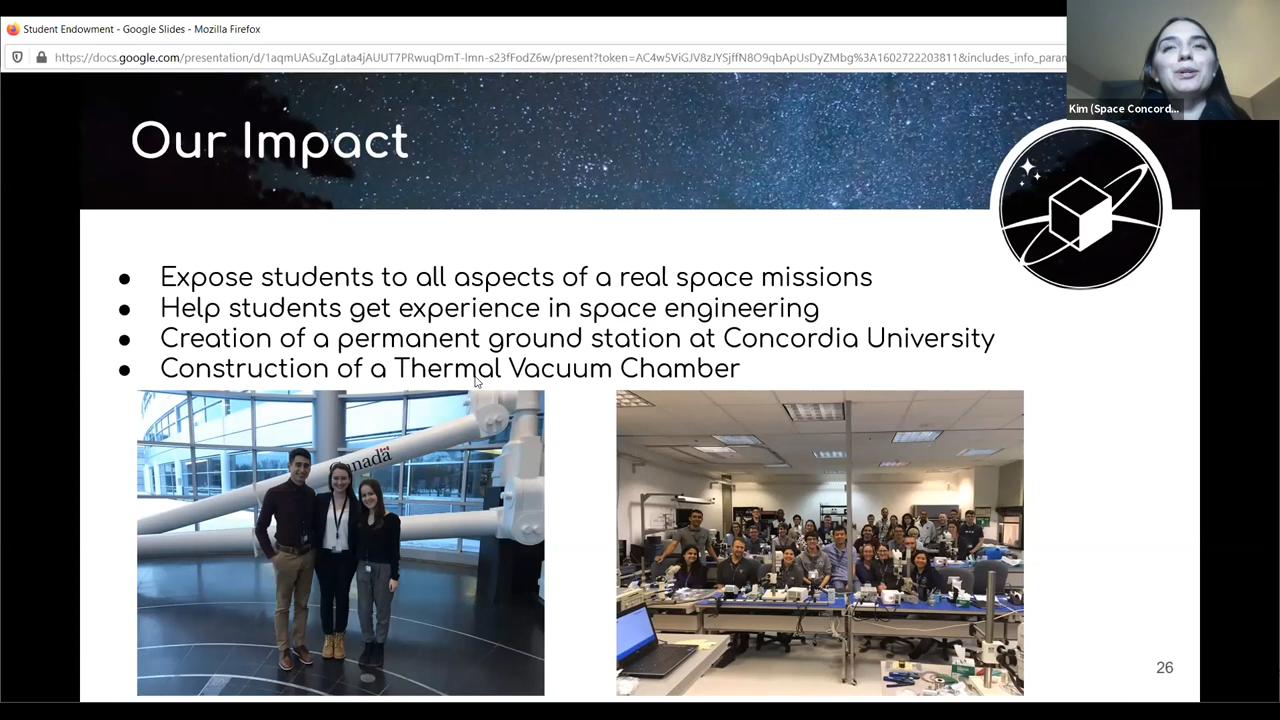 Student Endowment - Google Slides - Mozilla Firefox
https://docs.google.com/presentation/d/1aqmUASuZgLata4jAUUT7PRwuqDmT-lmn-s23fFodZ6w/present?token=AC4w5ViGJV8zJYSjffN8O9qbApUsDyZMbg%3A1602722203811&includes_info_param
Kim (Space Concord...
Our Impact
● Expose students to all aspects of a real space missions
● Help students get experience in space engineering
● Creation of a permanent ground station at Concordia University
● Construction of a Thermal Vacuum Chamber
Canada
26